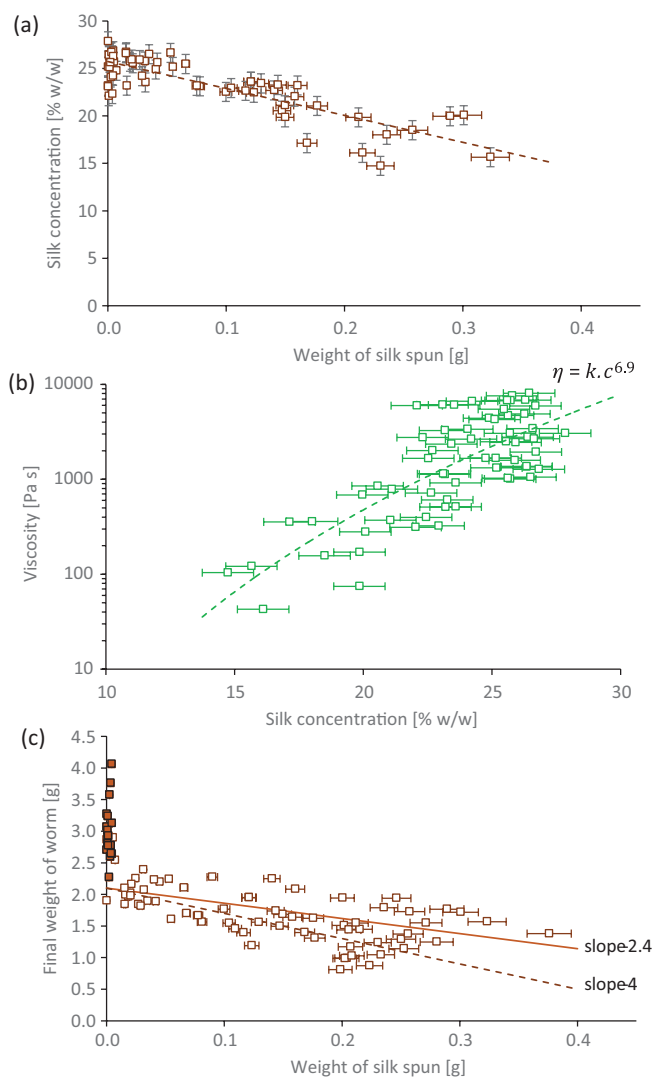 (a)
30
25
20
15
10
5
0
Silk concentration [% w/w]
0.0 0.1 0.2 0.3 0.4
Weight of silk spun [g]
(b)
η = k.c^6.9
10000
1000
100
10
Viscosity [Pa s]
10 15 20 25 30
Silk concentration [% w/w]
(c)
4.5
4.0
3.5
3.0
2.5
2.0
1.5
1.0
0.5
0.0
Final weight of worm [g]
slope-2.4
slope-4
0.0 0.1 0.2 0.3 0.4
Weight of silk spun [g]